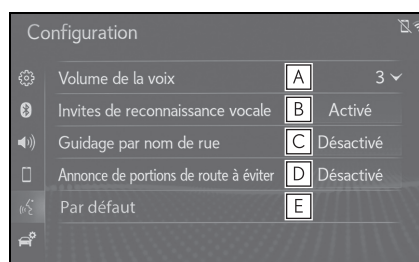 Configuration
Volume de la voix A 3
Invites de reconnaissance vocale B Activé
Guidage par nom de rue C Désactivé
Annonce de portions de route à éviter D Désactivé
Par défaut E